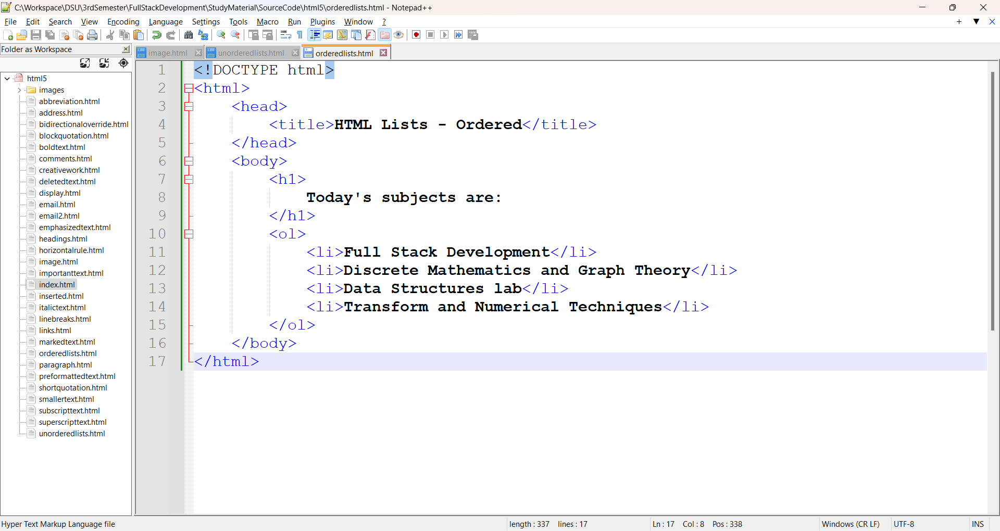 C:\Workspace\DSU\3rdSemester\FullStackDevelopment\StudyMaterial\SourceCode\html5\orderedlists.html - Notepad++
File Edit Search View Encoding Language Settings Tools Macro Run Plugins Window ?
Folder as Workspace
image.html unorderedlists.html orderedlists.html
html5
images
abbreviation.html
address.html
bidirectionaloverride.html
blockquotation.html
boldtext.html
comments.html
creativework.html
deletedtext.html
display.html
email.html
email2.html
emphasizedtext.html
headings.html
horizontalrule.html
image.html
importanttext.html
index.html
inserted.html
italictext.html
linebreaks.html
links.html
markedtext.html
orderedlists.html
paragraph.html
preformattedtext.html
shortquotation.html
smallertext.html
subscripttext.html
superscripttext.html
unorderedlists.html
1 <!DOCTYPE html>
2 <html>
3 <head>
4 <title>HTML Lists - Ordered</title>
5 </head>
6 <body>
7 <h1>
8 Today's subjects are:
9 </h1>
10 <ol>
11 <li>Full Stack Development</li>
12 <li>Discrete Mathematics and Graph Theory</li>
13 <li>Data Structures lab</li>
14 <li>Transform and Numerical Techniques</li>
15 </ol>
16 </body>
17 </html>
Hyper Text Markup Language file length : 337 lines : 17 Ln : 17 Col : 8 Pos : 338 Windows (CR LF) UTF-8 INS